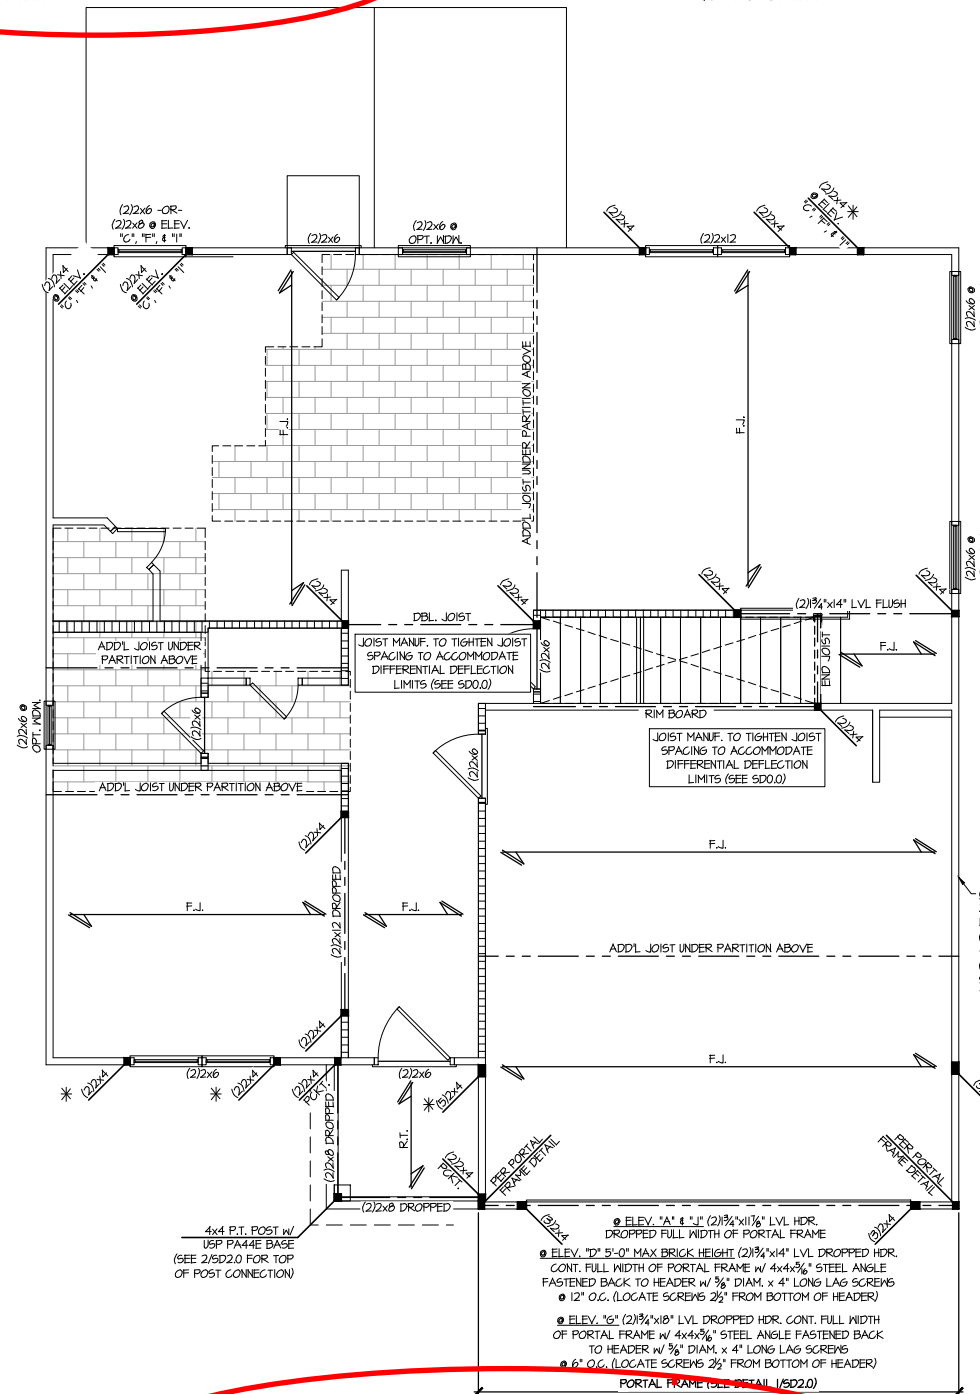 (2)2x6 -OR-
(2)2x8 @ ELEV.
"C", "F", & "I"
(2)2x6
(2)2x6 @
OPT. WDW.
(2)2x4
(2)2x12
(2)2x4
(2)2x4 *
@ ELEV.
"C", "F", & "I"
(2)2x4
@ ELEV.
"C", "F", & "I"
(2)2x4
@ ELEV.
"C", "F", & "I"
(2)2x6 @
F.J.
ADD'L JOIST UNDER PARTITION ABOVE
F.J.
(2)2x6 @
(2)2x4
(2)2x4
(2)2x4
(2)2x4
(2)1¾"x14" LVL FLUSH
DBL. JOIST
ADD'L JOIST UNDER
PARTITION ABOVE
JOIST MANUF. TO TIGHTEN JOIST
SPACING TO ACCOMMODATE
DIFFERENTIAL DEFLECTION
LIMITS (SEE SD0.0)
(2)2x6
END JOIST
F.J.
(2)2x6 @
OPT. WDW.
(2)2x6
RIM BOARD
(2)2x4
(2)2x6
JOIST MANUF. TO TIGHTEN JOIST
SPACING TO ACCOMMODATE
DIFFERENTIAL DEFLECTION
LIMITS (SEE SD0.0)
ADD'L JOIST UNDER PARTITION ABOVE
(2)2x4
F.J.
F.J.
F.J.
(2)2x12 DROPPED
ADD'L JOIST UNDER PARTITION ABOVE
(2)2x4
F.J.
* (2)2x4
(2)2x6
* (2)2x4
(2)2x4
PCKT.
(2)2x6
* (5)2x4
(2)2x8 DROPPED
R.T.
(2)2x4
PCKT.
PER PORTAL
FRAME DETAIL
PER PORTAL
FRAME DETAIL
(2)2x8 DROPPED
4x4 P.T. POST W/
USP PA44E BASE
(SEE 2/SD2.0 FOR TOP
OF POST CONNECTION)
(3)2x4
(3)2x4
@ ELEV. "A" & "J" (2)1¾"x11⅞" LVL HDR.
DROPPED FULL WIDTH OF PORTAL FRAME
@ ELEV. "D" 5'-0" MAX BRICK HEIGHT (2)1¾"x14" LVL DROPPED HDR.
CONT. FULL WIDTH OF PORTAL FRAME W/ 4x4x5/16" STEEL ANGLE
FASTENED BACK TO HEADER W/ ⅝" DIAM. x 4" LONG LAG SCREWS
@ 12" O.C. (LOCATE SCREWS 2½" FROM BOTTOM OF HEADER)
@ ELEV. "G" (2)1¾"x18" LVL DROPPED HDR. CONT. FULL WIDTH
OF PORTAL FRAME W/ 4x4x5/16" STEEL ANGLE FASTENED BACK
TO HEADER W/ ⅝" DIAM. x 4" LONG LAG SCREWS
@ 6" O.C. (LOCATE SCREWS 2½" FROM BOTTOM OF HEADER)
PORTAL FRAME (SEE DETAIL 1/SD2.0)